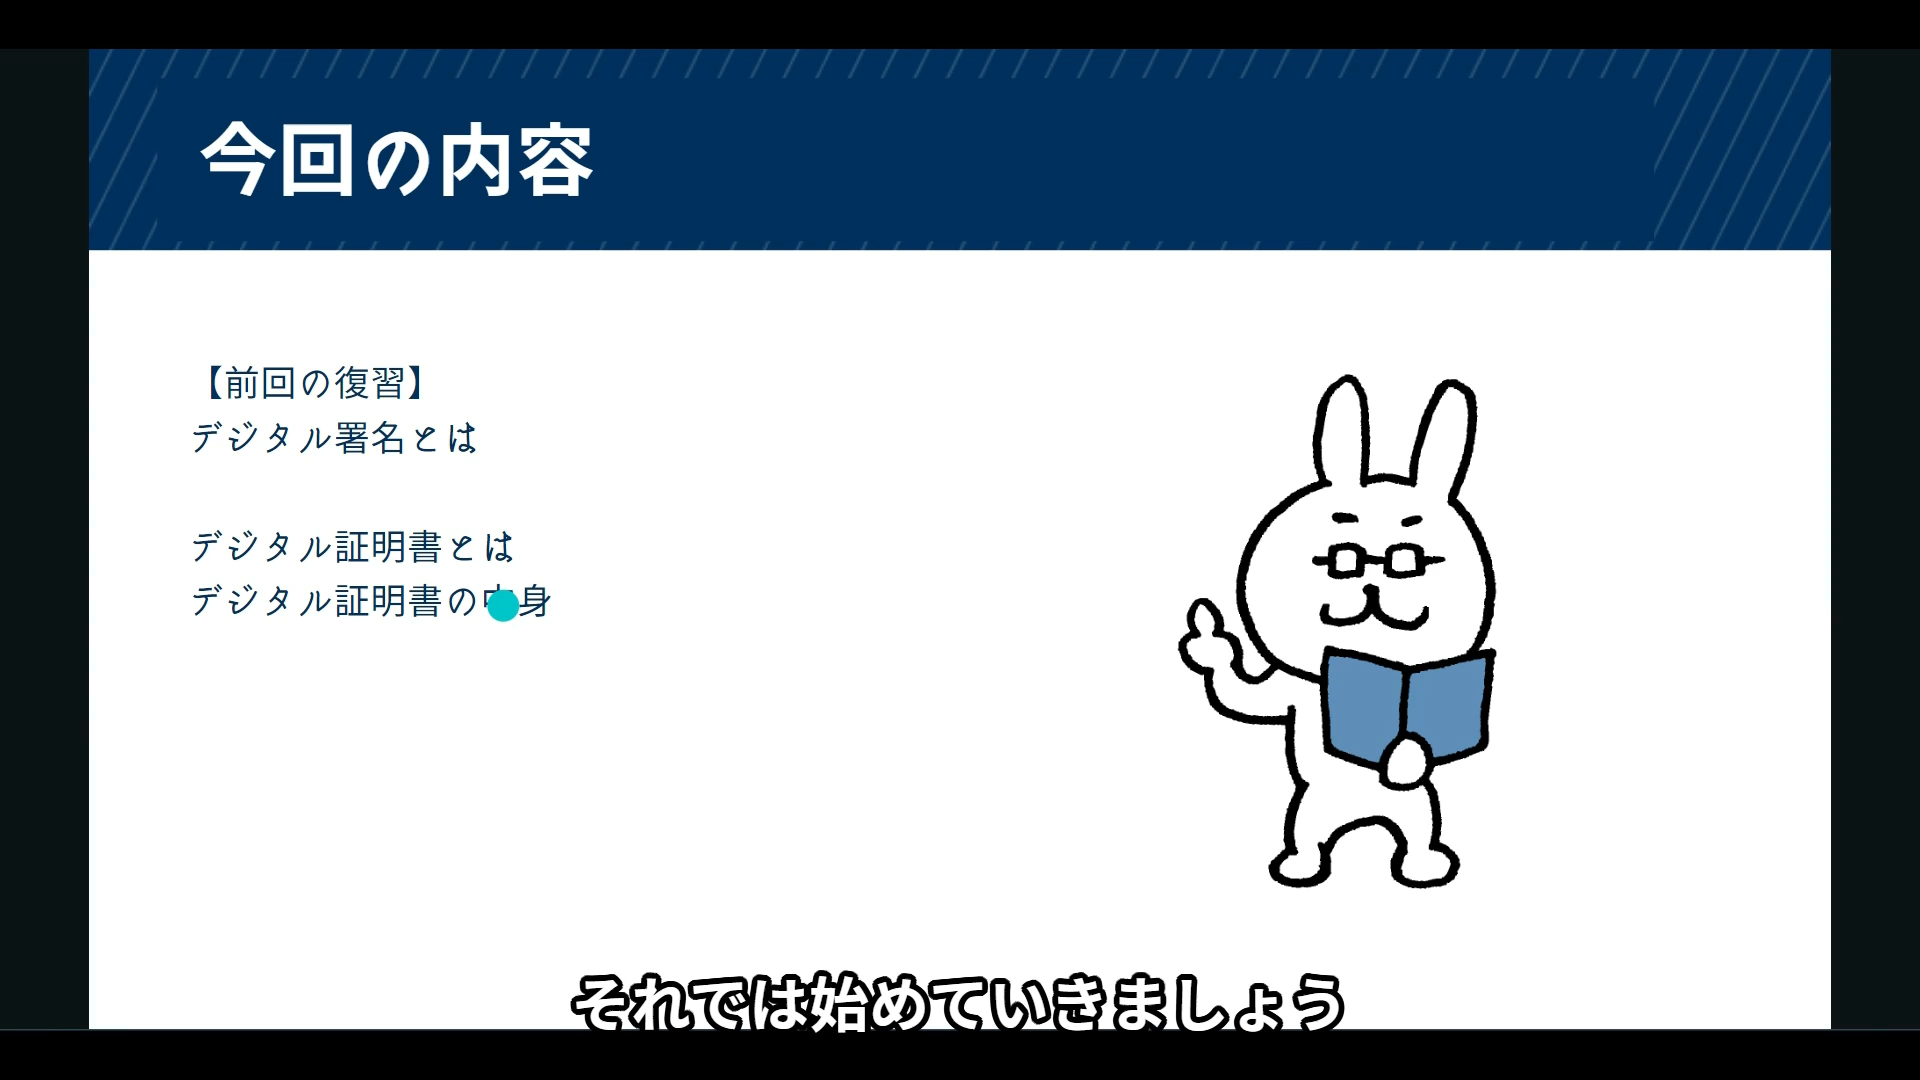 今回の内容
【前回の復習】
デジタル署名とは
デジタル証明書とは
デジタル証明書の中身
それでは始めていきましょう